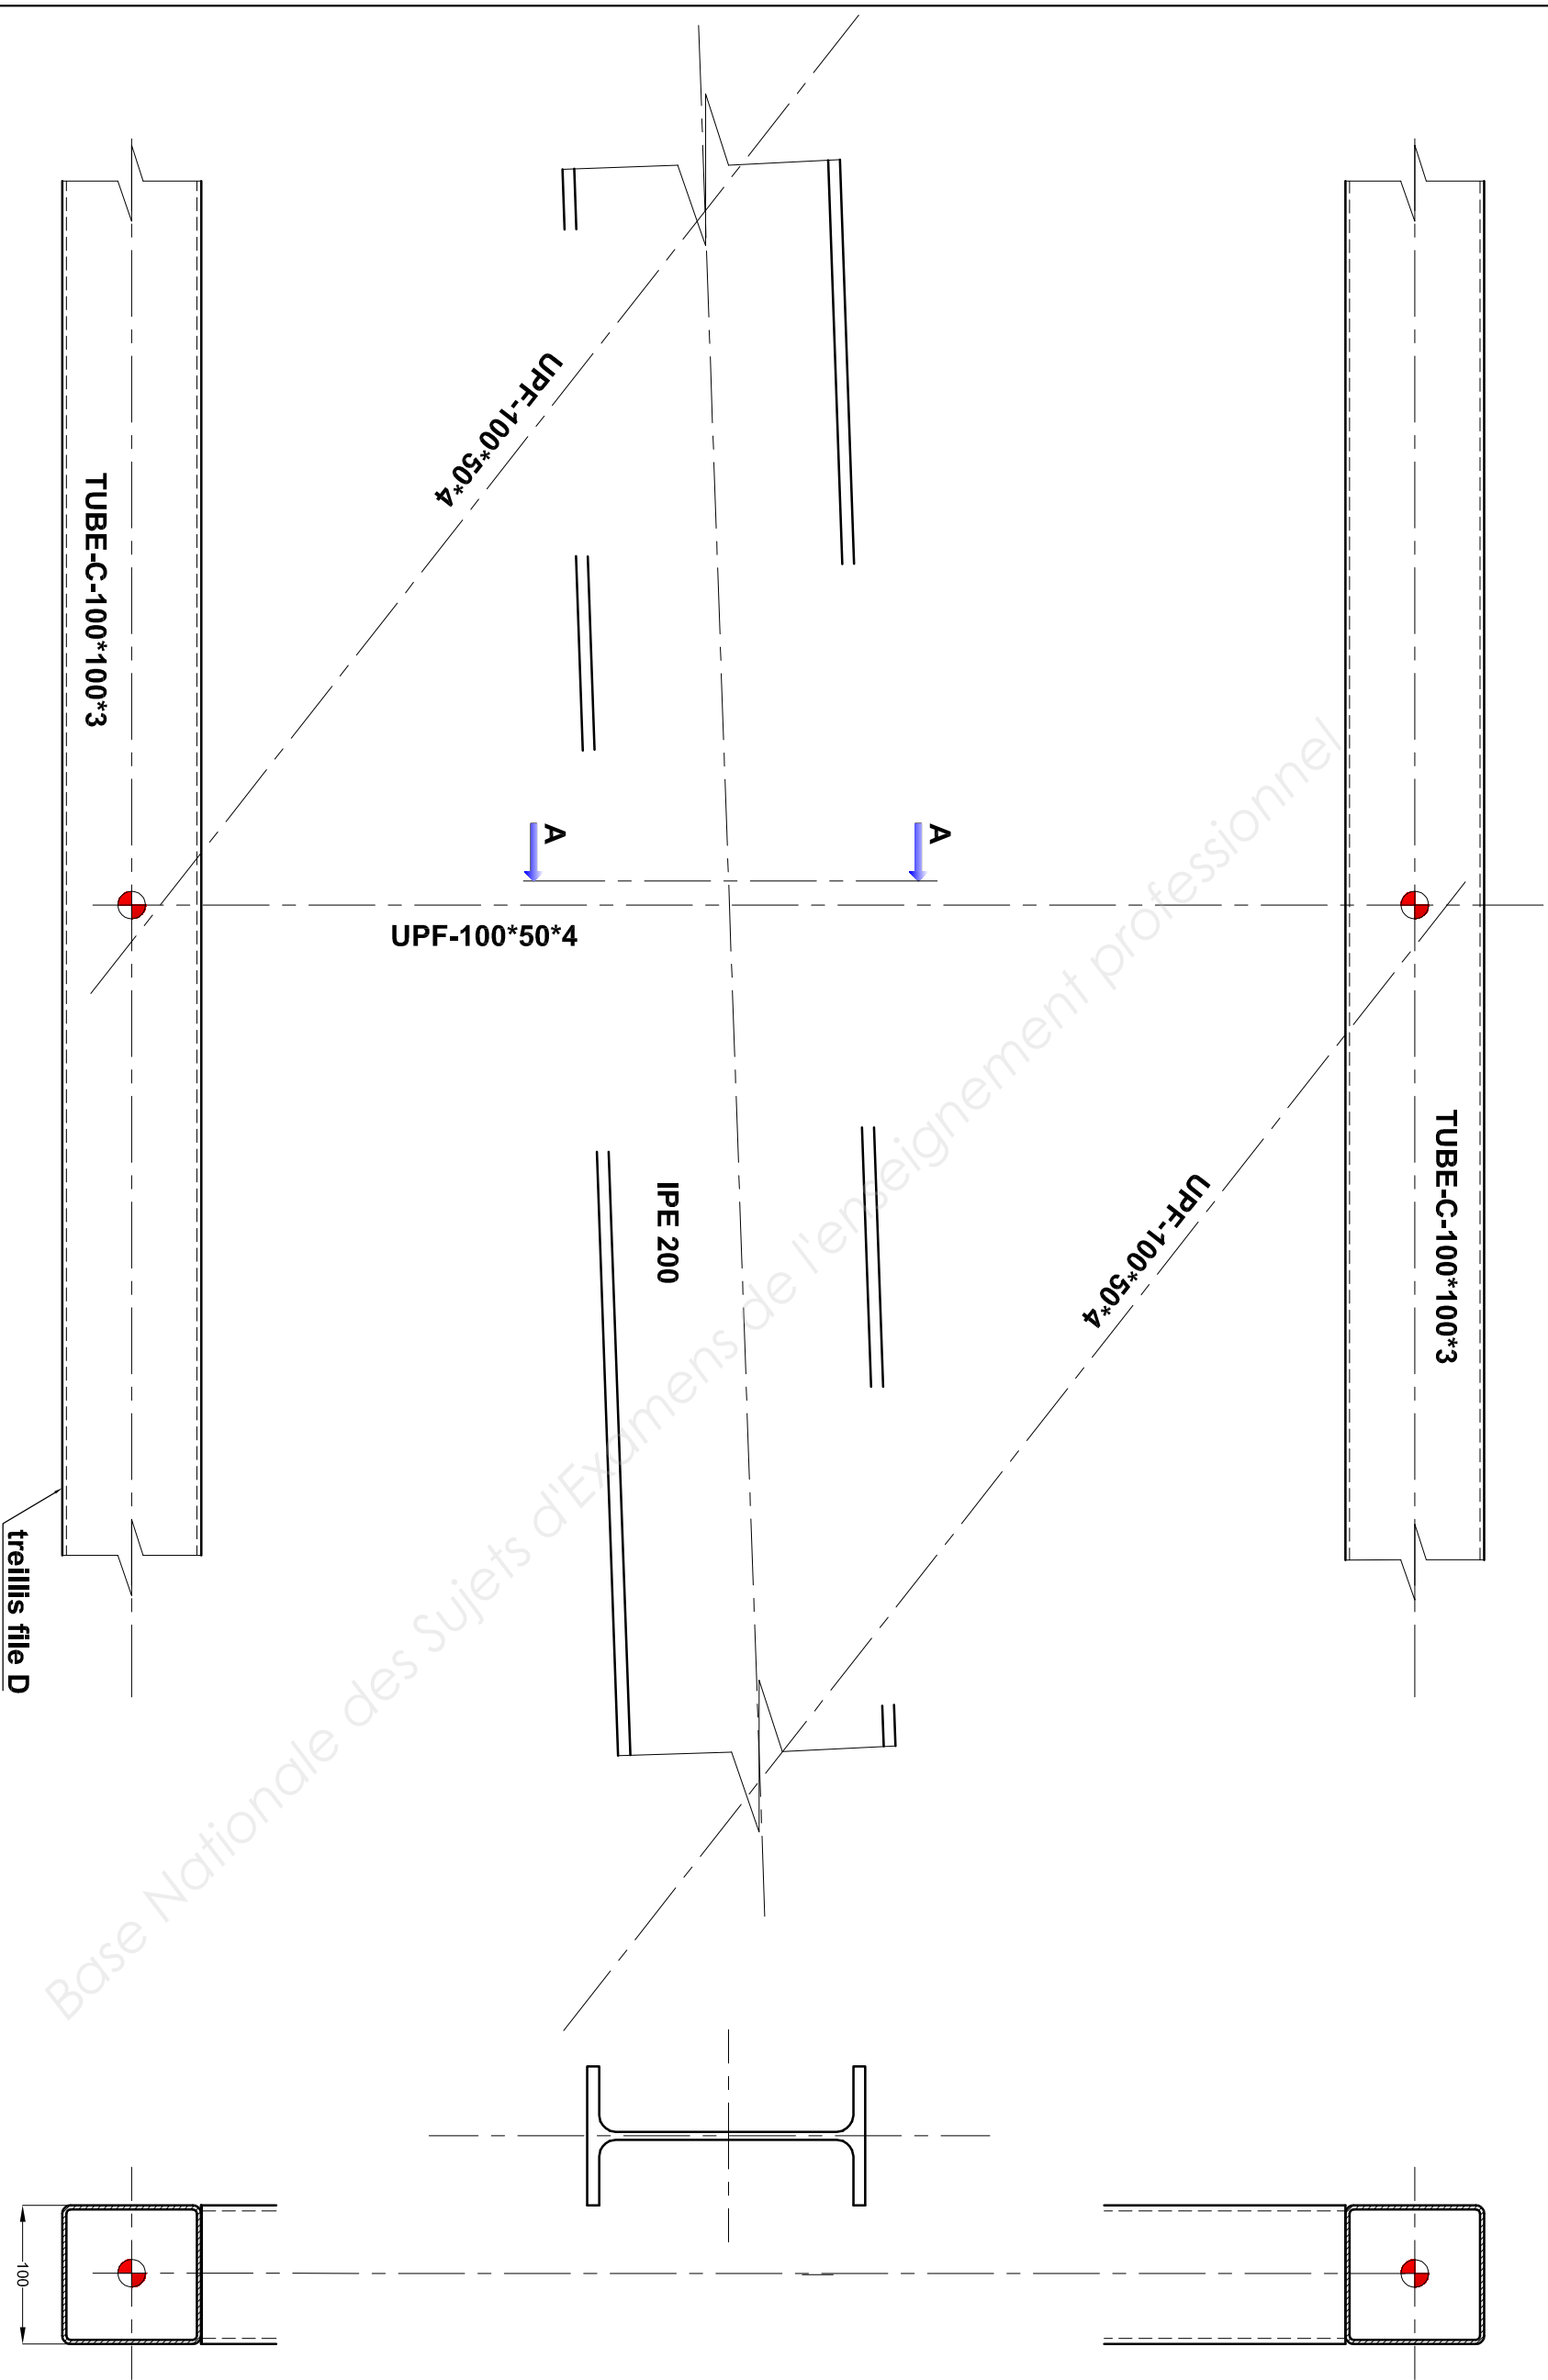 UPF-100*50*4
TUBE-C-100*100*3
A
A
UPF-100*50*4
TUBE-C-100*100*3
UPF-100*50*4
IPE 200
treillis file D
100
Base Nationale des Sujets d'Examens de l'enseignement professionnel